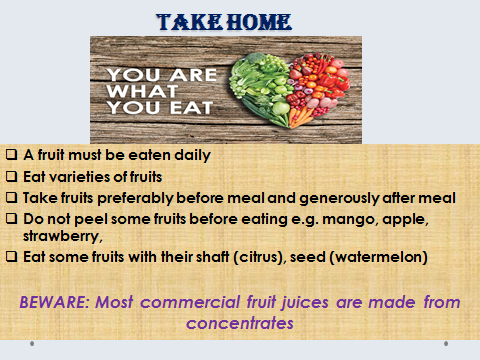 TAKE HOME
YOU ARE
WHAT
YOU EAT
❑ A fruit must be eaten daily
❑ Eat varieties of fruits
❑ Take fruits preferably before meal and generously after meal
❑ Do not peel some fruits before eating e.g. mango, apple,
strawberry,
❑ Eat some fruits with their shaft (citrus), seed (watermelon)
BEWARE: Most commercial fruit juices are made from
concentrates